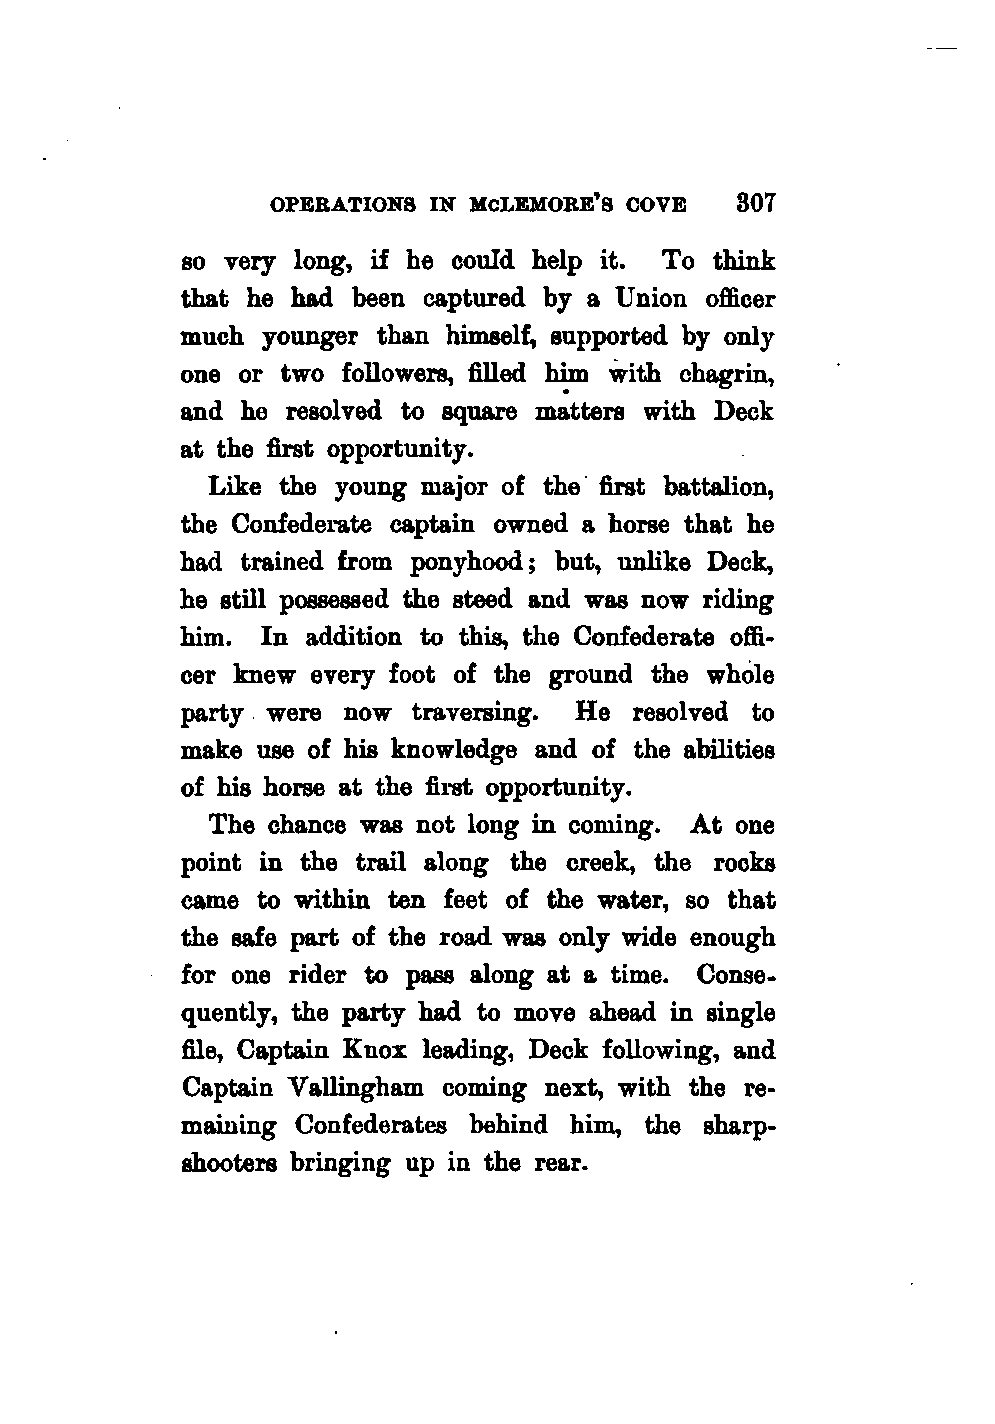 OPERATIONS IN McLEMORE'S COVE 307
so very long, if he could help it. To think
that he had been captured by a Union officer
much younger than himself, supported by only
one or two followers, filled him with chagrin,
and he resolved to square matters with Deck
at the first opportunity.
Like the young major of the first battalion,
the Confederate captain owned a horse that he
had trained from ponyhood; but, unlike Deck,
he still possessed the steed and was now riding
him. In addition to this, the Confederate offi-
cer knew every foot of the ground the whole
party were now traversing. He resolved to
make use of his knowledge and of the abilities
of his horse at the first opportunity.
The chance was not long in coming. At one
point in the trail along the creek, the rocks
came to within ten feet of the water, so that
the safe part of the road was only wide enough
for one rider to pass along at a time. Conse-
quently, the party had to move ahead in single
file, Captain Knox leading, Deck following, and
Captain Vallingham coming next, with the re-
maining Confederates behind him, the sharp-
shooters bringing up in the rear.